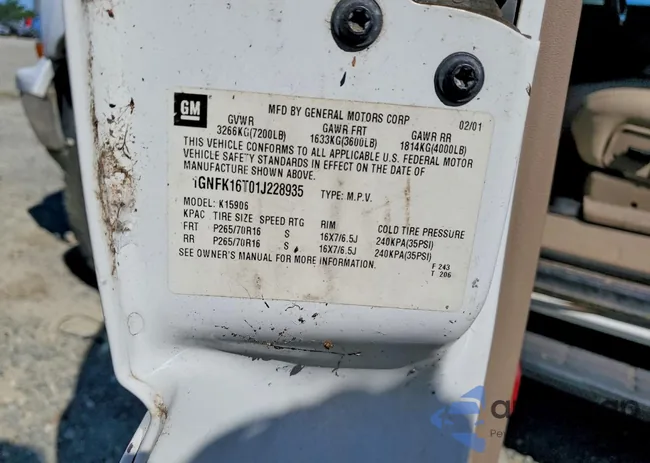 GM
MFD BY GENERAL MOTORS CORP 02/01
GVWR GAWR FRT GAWR RR
3266KG(7200LB) 1633KG(3600LB) 1814KG(4000LB)
THIS VEHICLE CONFORMS TO ALL APPLICABLE U.S. FEDERAL MOTOR
VEHICLE SAFETY STANDARDS IN EFFECT ON THE DATE OF
MANUFACTURE SHOWN ABOVE.
1GNFK16T01J228935 TYPE: M.P.V.
MODEL: K15906
KPAC TIRE SIZE SPEED RTG RIM COLD TIRE PRESSURE
FRT P265/70R16 S 16X7/6.5J 240KPA(35PSI)
RR P265/70R16 S 16X7/6.5J 240KPA(35PSI)
SEE OWNER'S MANUAL FOR MORE INFORMATION.
F 243
T 206